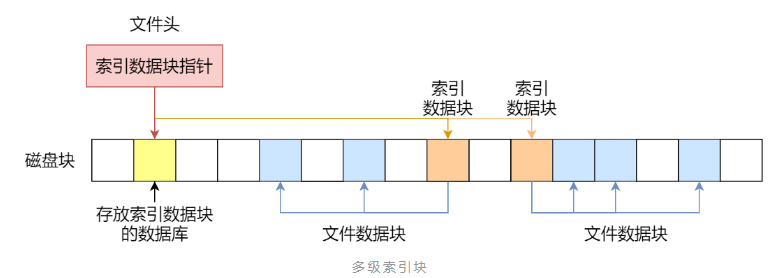 文件头
索引数据块指针
索引
数据块
索引
数据块
磁盘块
存放索引数据块
的数据库
文件数据块
文件数据块
多级索引块